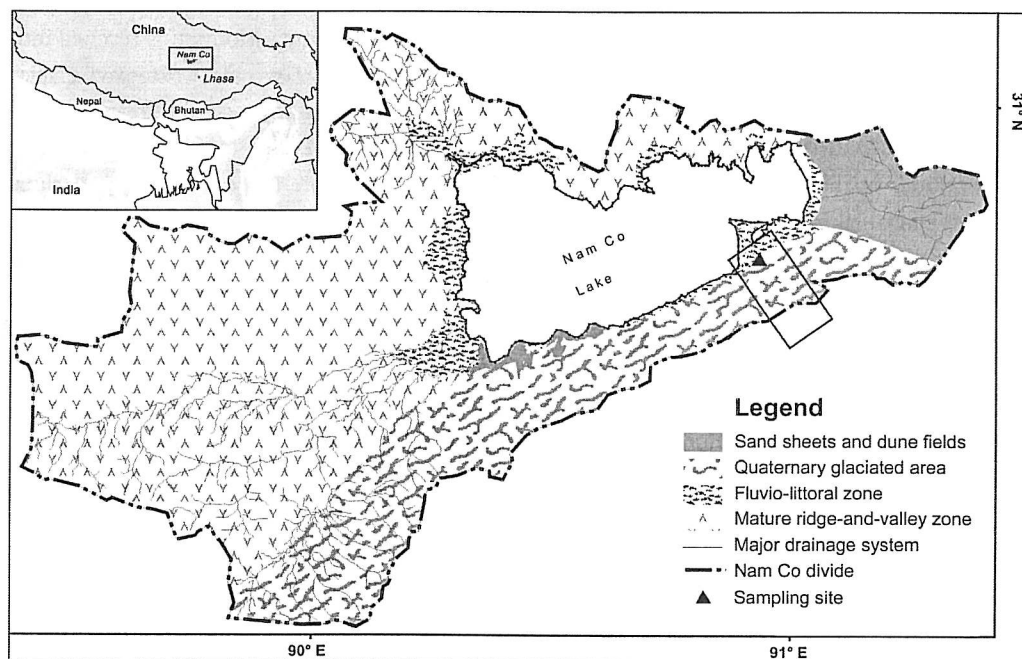 China
Nam Co
Lhasa
Nepal
Bhutan
India
31° N
Nam Co
Lake
Legend
Sand sheets and dune fields
Quaternary glaciated area
Fluvio-littoral zone
Mature ridge-and-valley zone
Major drainage system
Nam Co divide
Sampling site
90° E
91° E